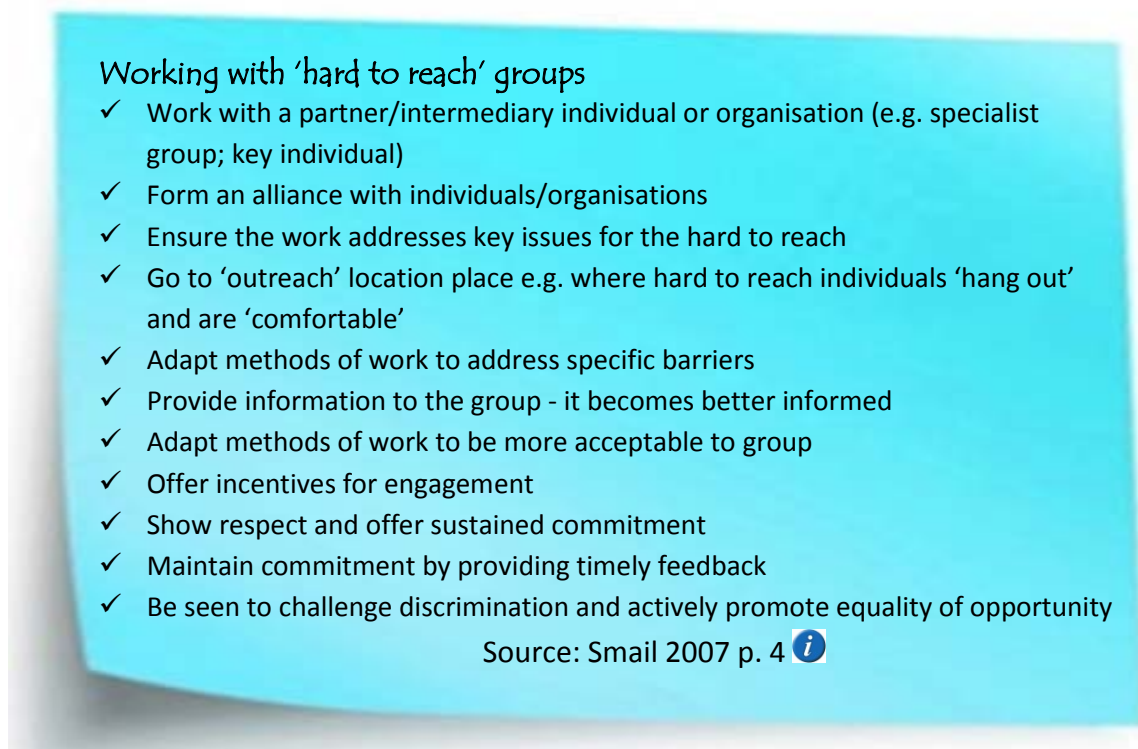 Working with ‘hard to reach’ groups
✓ Work with a partner/intermediary individual or organisation (e.g. specialist
group; key individual)
✓ Form an alliance with individuals/organisations
✓ Ensure the work addresses key issues for the hard to reach
✓ Go to ‘outreach’ location place e.g. where hard to reach individuals ‘hang out’
and are ‘comfortable’
✓ Adapt methods of work to address specific barriers
✓ Provide information to the group - it becomes better informed
✓ Adapt methods of work to be more acceptable to group
✓ Offer incentives for engagement
✓ Show respect and offer sustained commitment
✓ Maintain commitment by providing timely feedback
✓ Be seen to challenge discrimination and actively promote equality of opportunity
Source: Smail 2007 p. 4 i